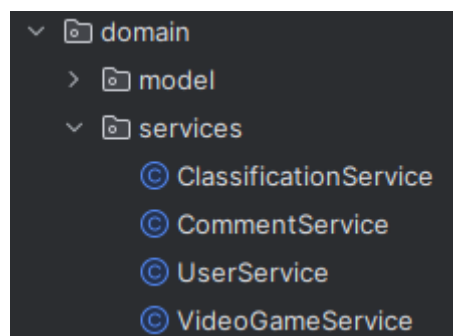 domain
model
services
ClassificationService
CommentService
UserService
VideoGameService